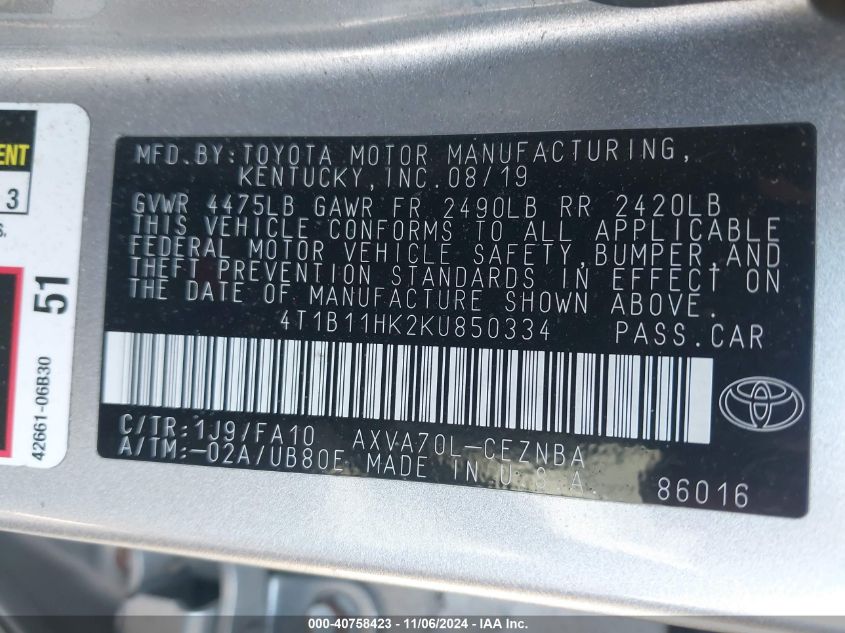 ENT
3
S.
51
42661-06B30
MFD.BY:TOYOTA MOTOR MANUFACTURING,
KENTUCKY,INC.08/19
GVWR 4475LB GAWR FR 2490LB RR 2420LB
THIS VEHICLE CONFORMS TO ALL APPLICABLE
FEDERAL MOTOR VEHICLE SAFETY,BUMPER,AND
THEFT PREVENTION STANDARDS IN EFFECT ON
THE DATE OF MANUFACTURE SHOWN ABOVE.
4T1B11HK2KU850334 PASS.CAR
C/TR:1J9/FA10 AXVA70L-CEZNBA
A/TM:-02A/UB80E MADE IN U.S.A.
86016
000-40758423 - 11/06/2024 - IAA Inc.